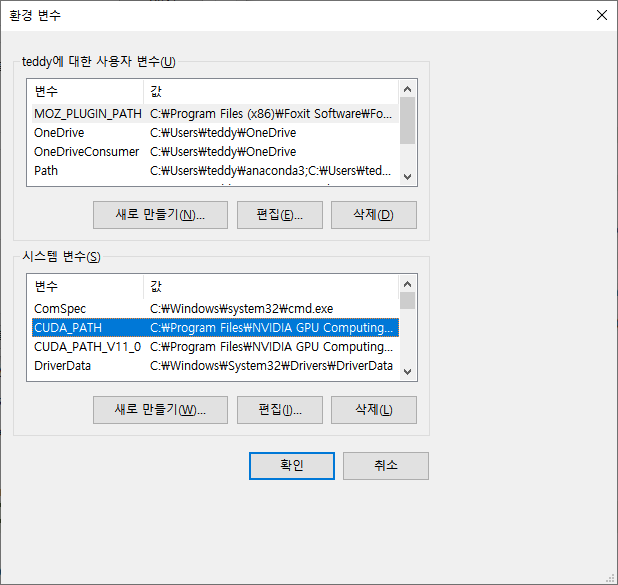 환경 변수
teddy에 대한 사용자 변수(U)
변수 값
MOZ_PLUGIN_PATH C:₩Program Files (x86)₩Foxit Software₩Fo...
OneDrive C:₩Users₩teddy₩OneDrive
OneDriveConsumer C:₩Users₩teddy₩OneDrive
Path C:₩Users₩teddy₩anaconda3;C:₩Users₩ted...
새로 만들기(N)... 편집(E)... 삭제(D)
시스템 변수(S)
변수 값
ComSpec C:₩Windows₩system32₩cmd.exe
CUDA_PATH C:₩Program Files₩NVIDIA GPU Computing...
CUDA_PATH_V11_0 C:₩Program Files₩NVIDIA GPU Computing...
DriverData C:₩Windows₩System32₩Drivers₩DriverData
새로 만들기(W)... 편집(I)... 삭제(L)
확인 취소